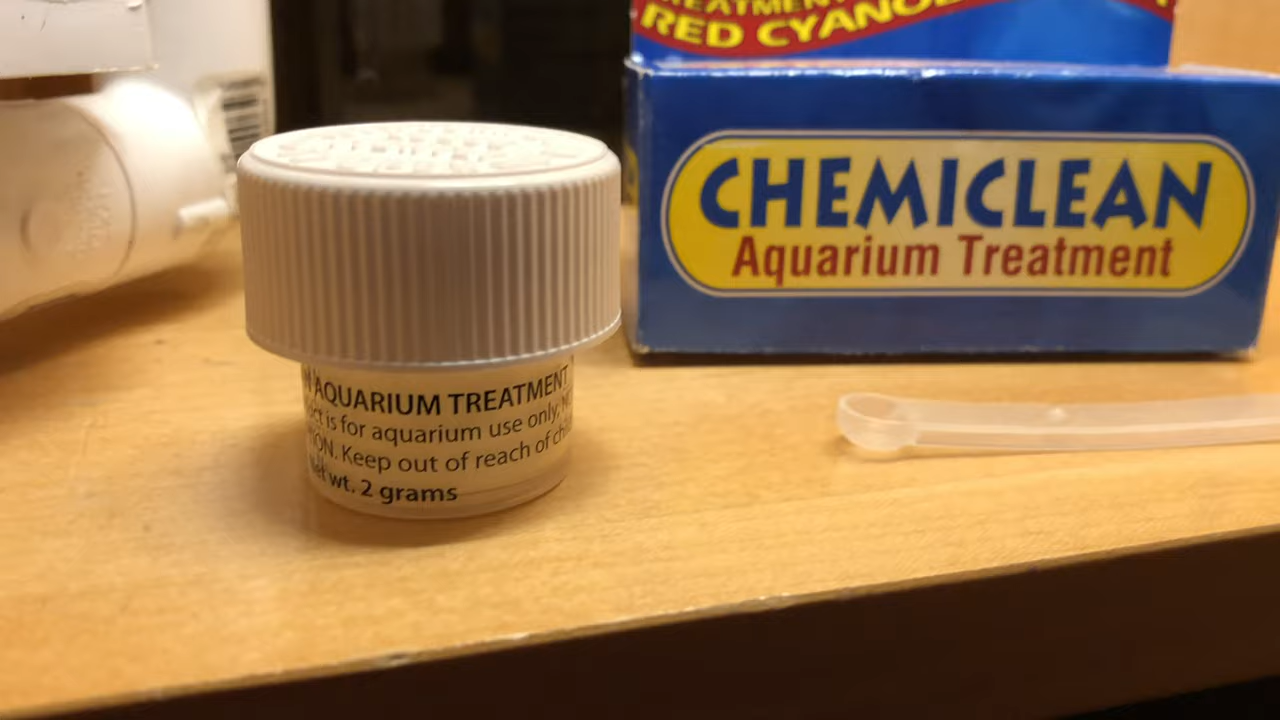 RED
CHEMICLEAN
Aquarium Treatment
AQUARIUM TREATMENT
is for aquarium use only,
Keep out of reach of
wt. 2 grams